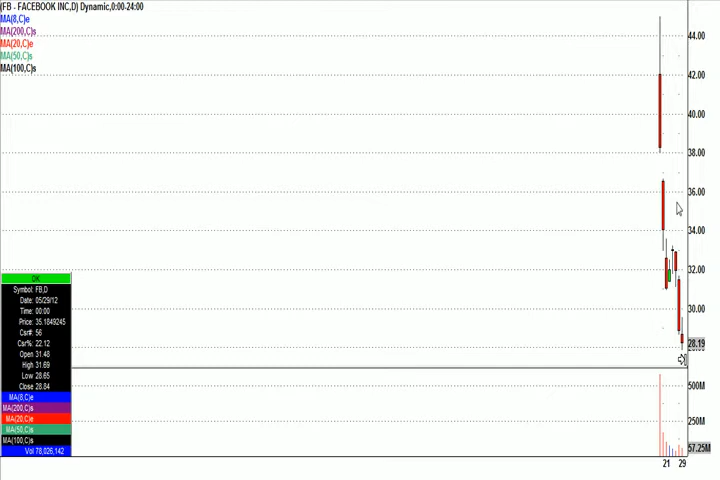 (FB - FACEBOOK INC,D) Dynamic,0:00-24:00
MA(8,C)e
MA(200,C)s
MA(20,C)e
MA(50,C)s
MA(100,C)s
44.00
42.00
40.00
38.00
36.00
34.00
32.00
30.00
28.19
500M
250M
57.25M
21 29
OK
Symbol: FB,D
Date: 05/29/12
Time: 00:00
Price: 35.1849245
Csr#: 56
Csr%: 22.12
Open 31.48
High 31.69
Low 28.65
Close 28.84
MA(8,C)e
MA(200,C)s
MA(20,C)e
MA(50,C)s
MA(100,C)s
Vol 78,026,142